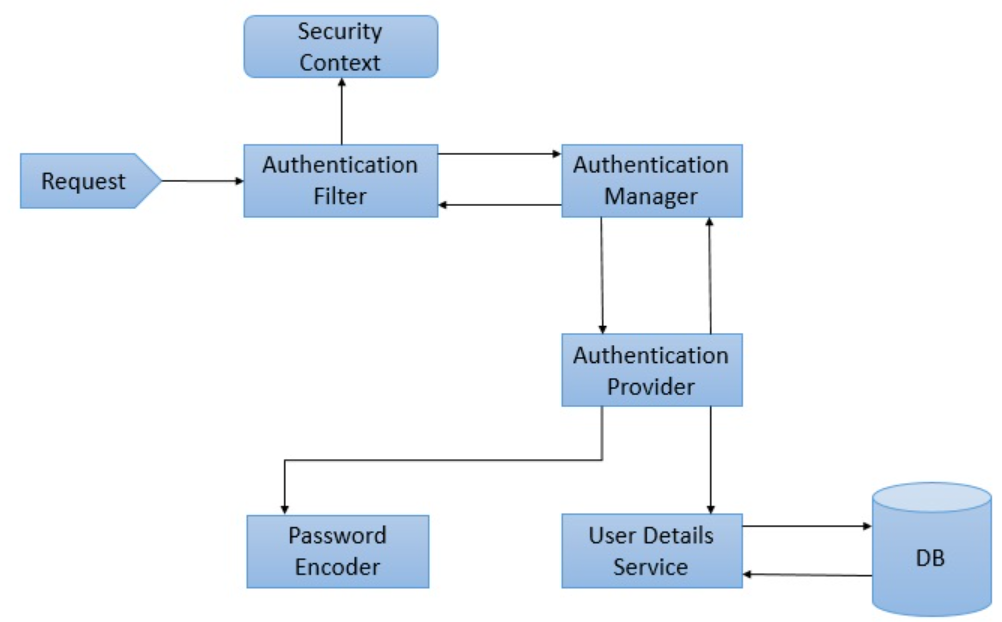 Security
Context
Request
Authentication
Filter
Authentication
Manager
Authentication
Provider
Password
Encoder
User Details
Service
DB